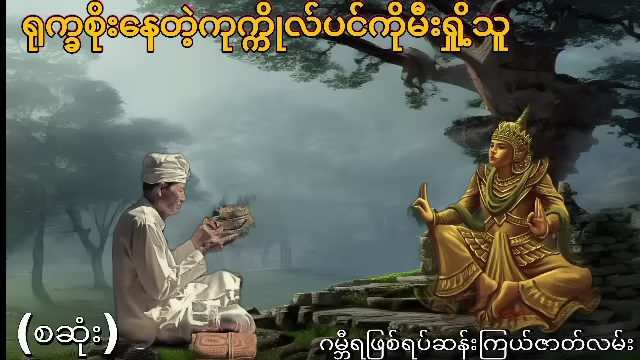 ရုက္ခစိုးနေတဲ့ကုက္ကိုလ်ပင်ကိုမီးရှို့သူ
(စဆုံး)
ဂမ္ဘီရဖြစ်ရပ်ဆန်းကြယ်ဇာတ်လမ်း